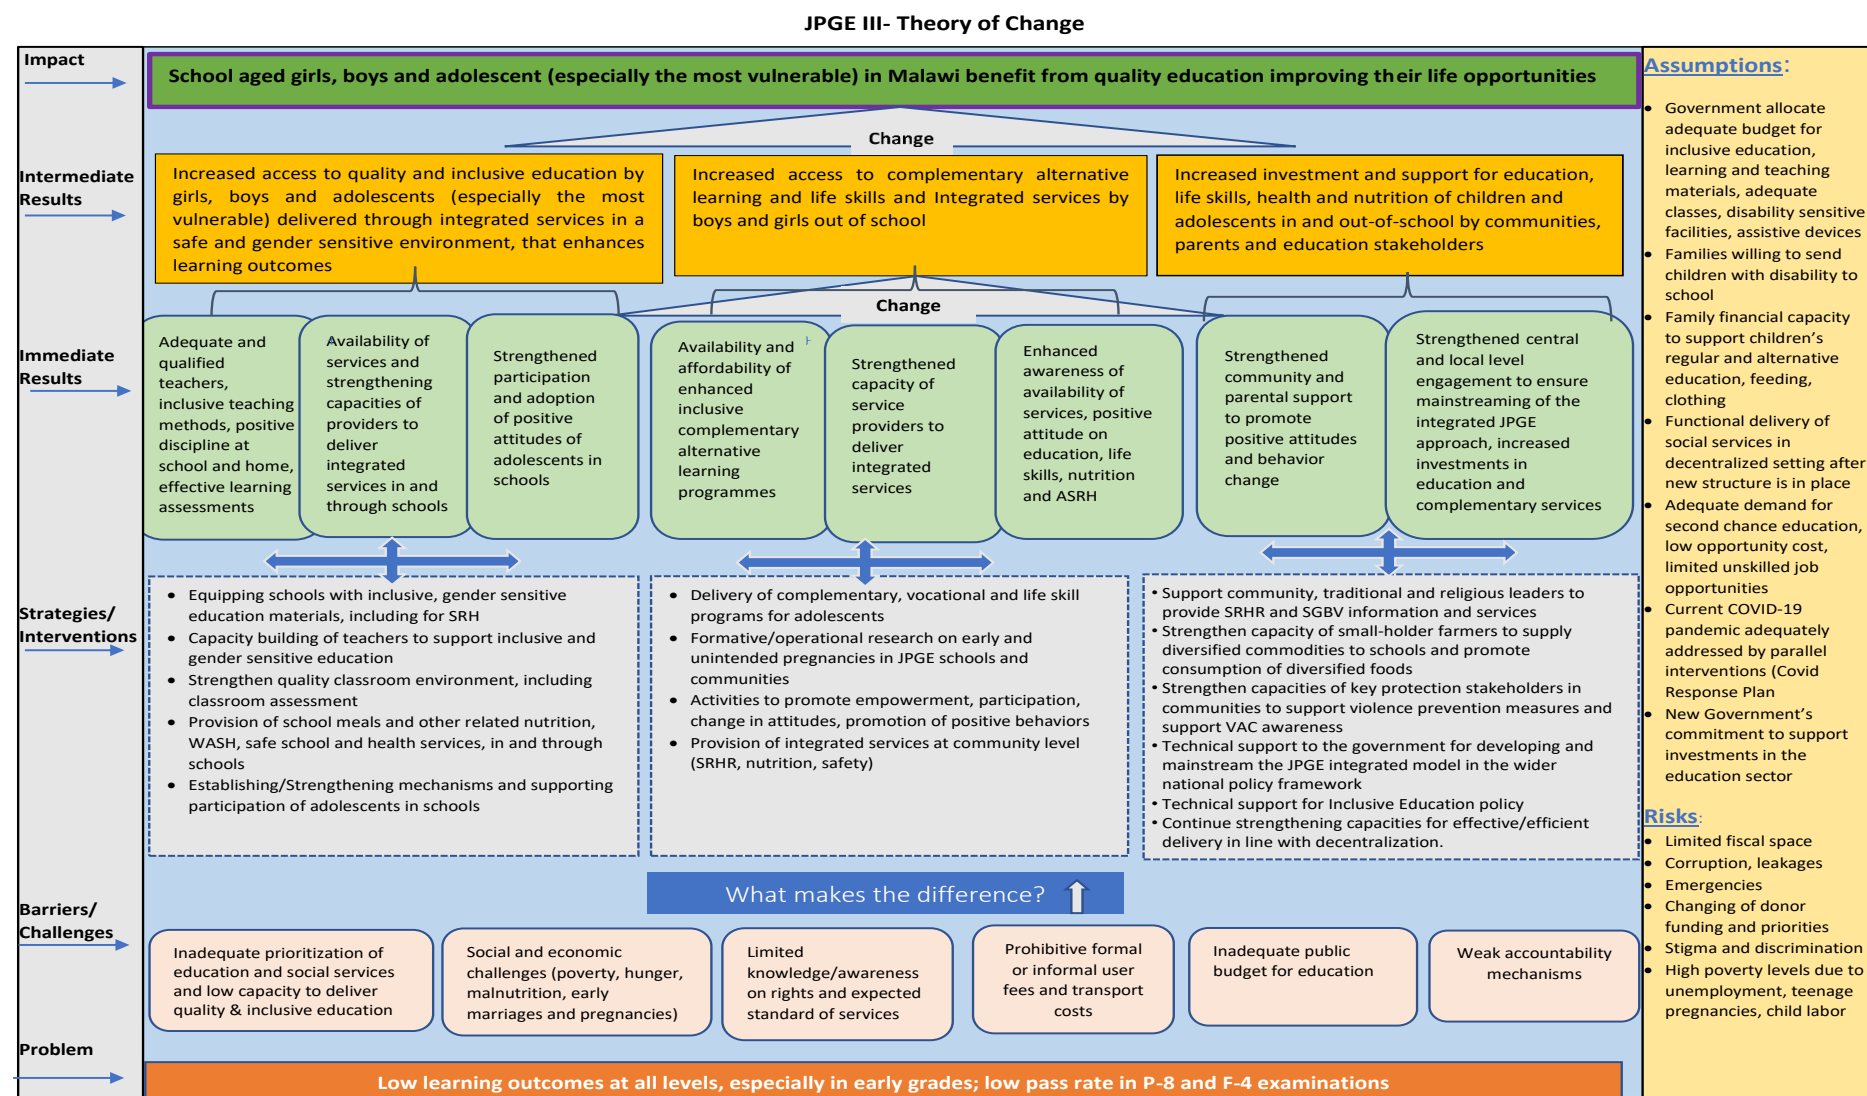 JPGE III- Theory of Change
Impact
School aged girls, boys and adolescent (especially the most vulnerable) in Malawi benefit from quality education improving their life opportunities
Change
Intermediate
Results
Increased access to quality and inclusive education by
girls, boys and adolescents (especially the most
vulnerable) delivered through integrated services in a
safe and gender sensitive environment, that enhances
learning outcomes
Increased access to complementary alternative
learning and life skills and Integrated services by
boys and girls out of school
Increased investment and support for education,
life skills, health and nutrition of children and
adolescents in and out-of-school by communities,
parents and education stakeholders
Change
Immediate
Results
Adequate and
qualified
teachers,
inclusive teaching
methods, positive
discipline at
school and home,
effective learning
assessments
Availability of
services and
strengthening
capacities of
providers to
deliver
integrated
services in and
through schools
Strengthened
participation
and adoption
of positive
attitudes of
adolescents in
schools
Availability and
affordability of
enhanced
inclusive
complementary
alternative
learning
programmes
Strengthened
capacity of
service
providers to
deliver
integrated
services
Enhanced
awareness of
availability of
services, positive
attitude on
education, life
skills, nutrition
and ASRH
Strengthened
community and
parental support
to promote
positive attitudes
and behavior
change
Strengthened central
and local level
engagement to ensure
mainstreaming of the
integrated JPGE
approach, increased
investments in
education and
complementary services
Strategies/
Interventions
• Equipping schools with inclusive, gender sensitive
education materials, including for SRH
• Capacity building of teachers to support inclusive and
gender sensitive education
• Strengthen quality classroom environment, including
classroom assessment
• Provision of school meals and other related nutrition,
WASH, safe school and health services, in and through
schools
• Establishing/Strengthening mechanisms and supporting
participation of adolescents in schools
• Delivery of complementary, vocational and life skill
programs for adolescents
• Formative/operational research on early and
unintended pregnancies in JPGE schools and
communities
• Activities to promote empowerment, participation,
change in attitudes, promotion of positive behaviors
• Provision of integrated services at community level
(SRHR, nutrition, safety)
• Support community, traditional and religious leaders to
provide SRHR and SGBV information and services
• Strengthen capacity of small-holder farmers to supply
diversified commodities to schools and promote
consumption of diversified foods
• Strengthen capacities of key protection stakeholders in
communities to support violence prevention measures and
support VAC awareness
• Technical support to the government for developing and
mainstream the JPGE integrated model in the wider
national policy framework
• Technical support for Inclusive Education policy
• Continue strengthening capacities for effective/efficient
delivery in line with decentralization.
What makes the difference?
Barriers/
Challenges
Inadequate prioritization of
education and social services
and low capacity to deliver
quality & inclusive education
Social and economic
challenges (poverty, hunger,
malnutrition, early
marriages and pregnancies)
Limited
knowledge/awareness
on rights and expected
standard of services
Prohibitive formal
or informal user
fees and transport
costs
Inadequate public
budget for education
Weak accountability
mechanisms
Problem
Low learning outcomes at all levels, especially in early grades; low pass rate in P-8 and F-4 examinations
Assumptions:
• Government allocate
adequate budget for
inclusive education,
learning and teaching
materials, adequate
classes, disability sensitive
facilities, assistive devices
• Families willing to send
children with disability to
school
• Family financial capacity
to support children’s
regular and alternative
education, feeding,
clothing
• Functional delivery of
social services in
decentralized setting after
new structure is in place
• Adequate demand for
second chance education,
low opportunity cost,
limited unskilled job
opportunities
• Current COVID-19
pandemic adequately
addressed by parallel
interventions (Covid
Response Plan
• New Government’s
commitment to support
investments in the
education sector
Risks:
• Limited fiscal space
• Corruption, leakages
• Emergencies
• Changing of donor
funding and priorities
• Stigma and discrimination
• High poverty levels due to
unemployment, teenage
pregnancies, child labor